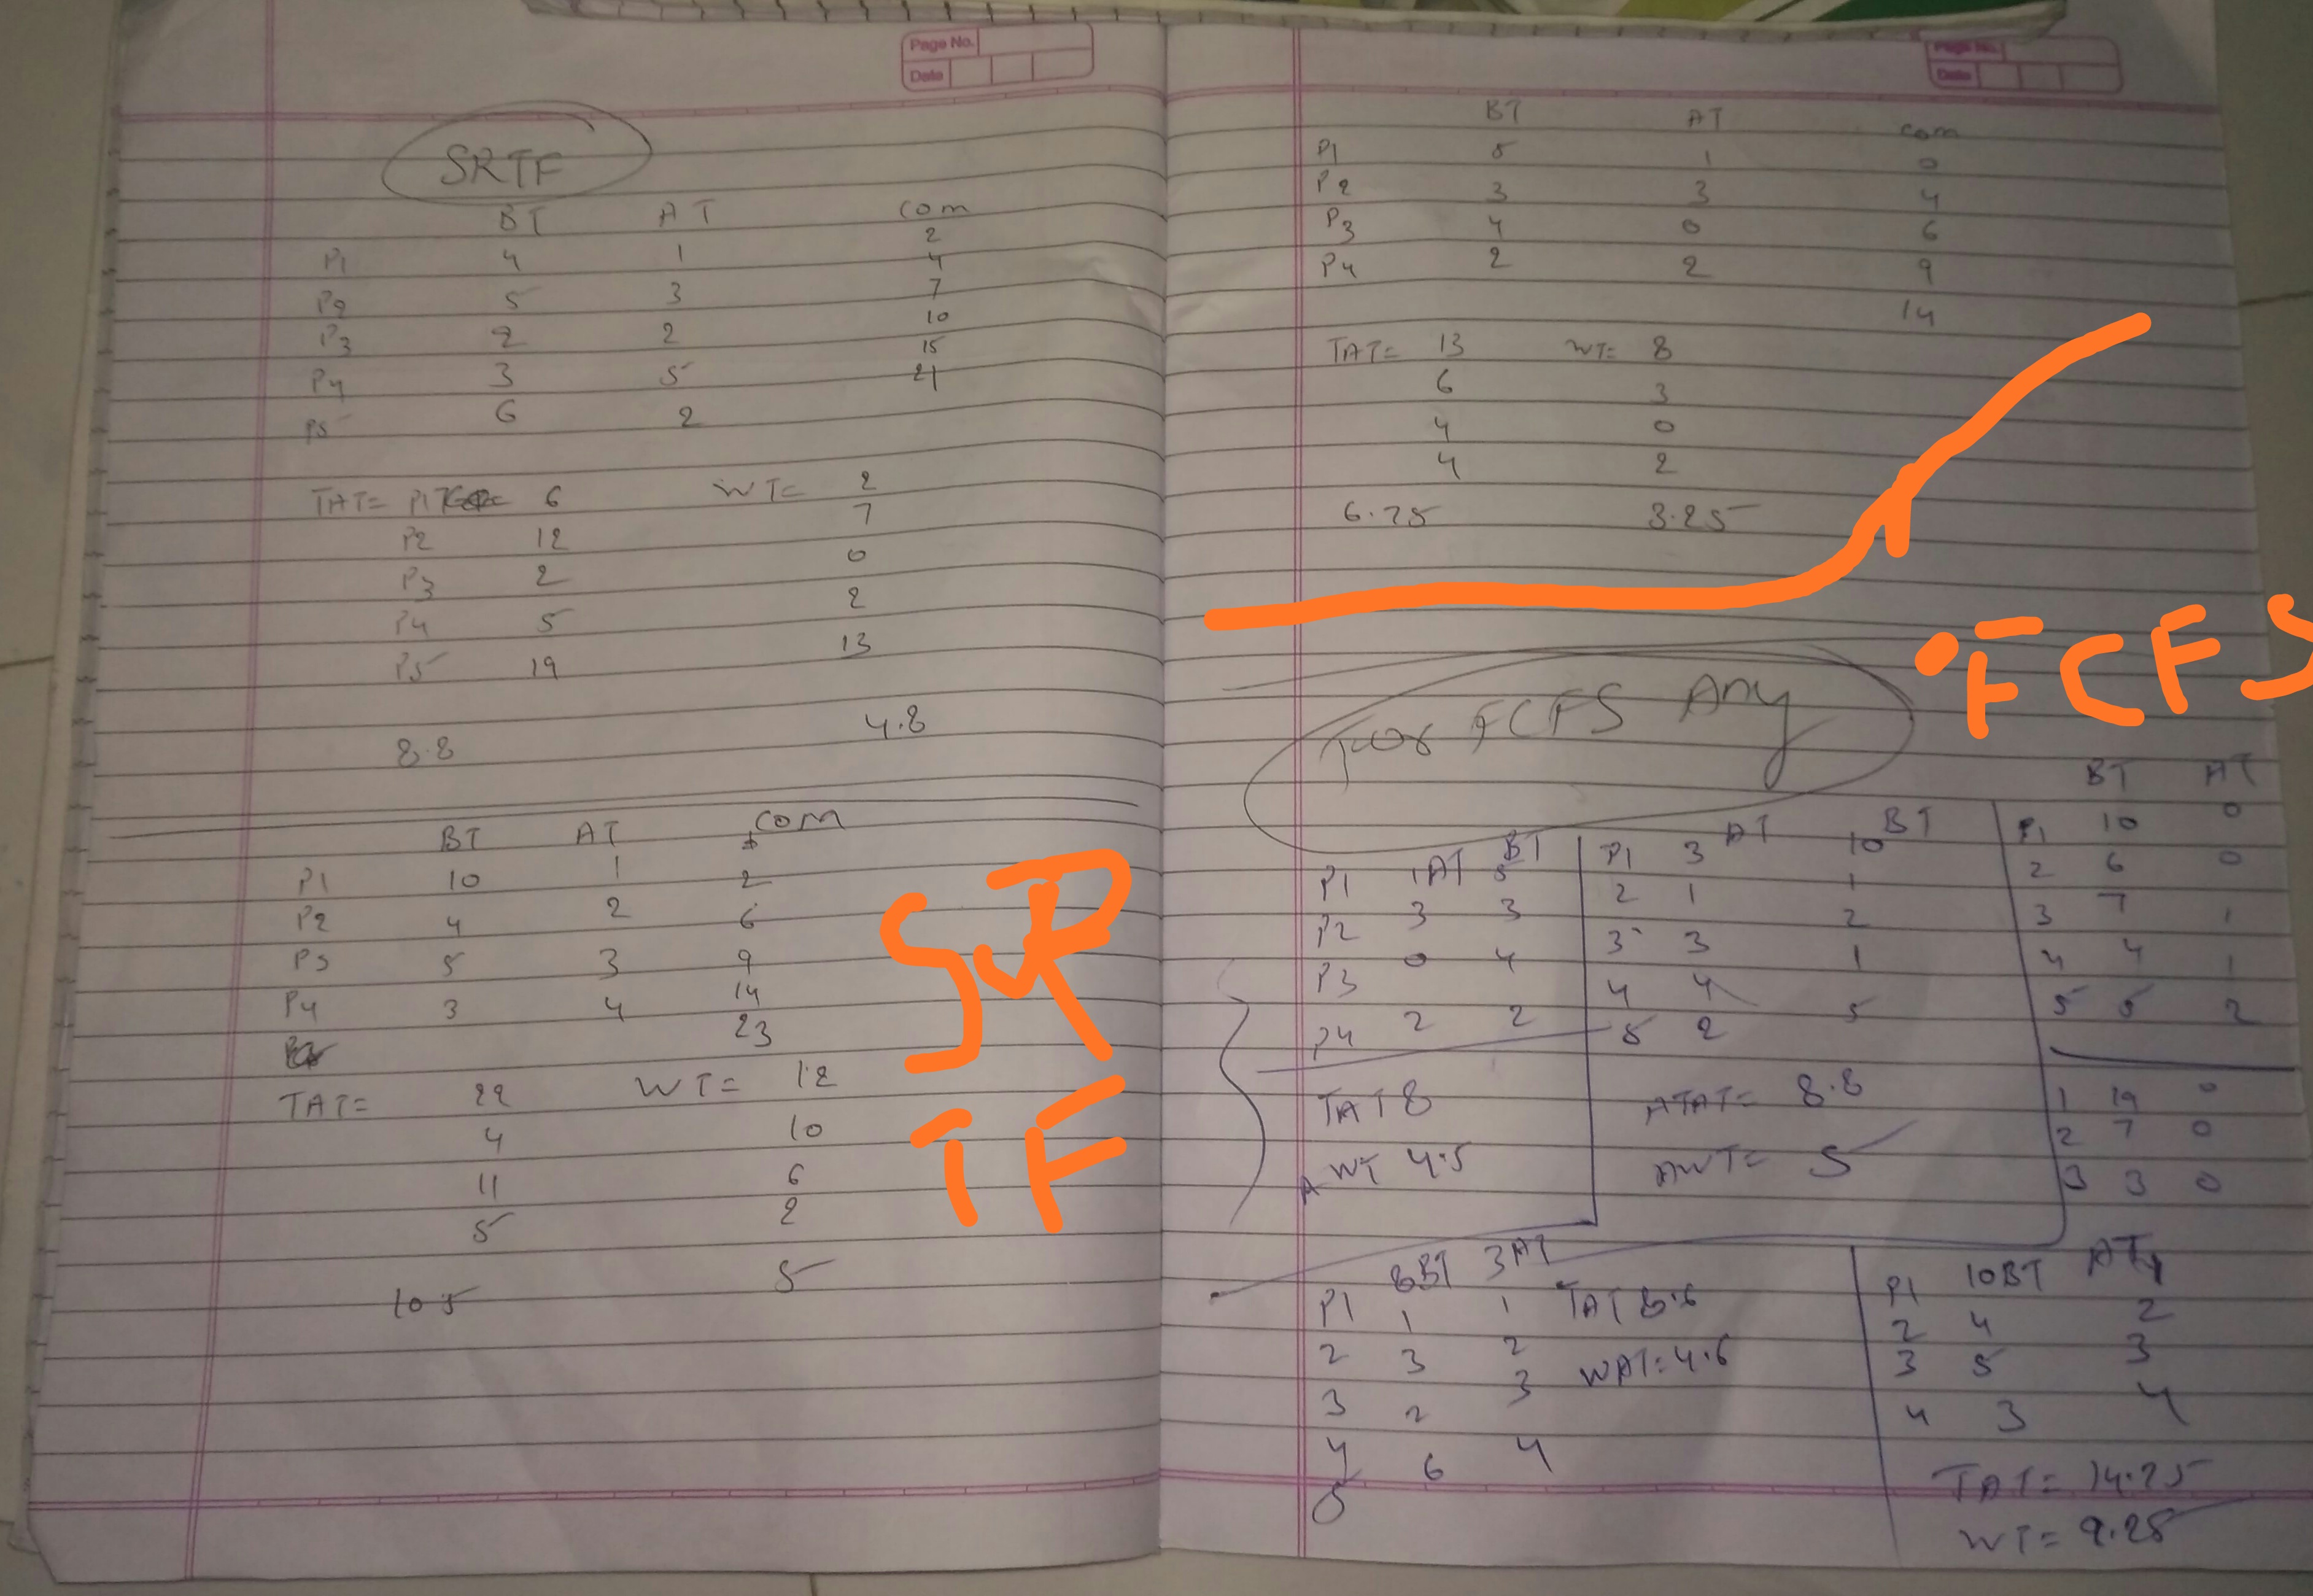 Page No.
Date
SRTF
BT AT com
2
P1 4 1 4
P2 5 3 7
P3 2 2 10
P4 3 5 15
P5 6 2 21
TAT= P1 6 WT= 2
P2 12 7
P3 2 0
P4 5 2
P5 19 13
8.8 4.8
BT AT com
P1 10 1 2
P2 4 2 6
P3 5 3 9
P4 3 4 14
23
TAT= 22 WT= 12
4 10
11 6
5 2
10 5 5
SR
TF
Page No.
Date
BT AT com
P1 5 1 0
P2 3 3 4
P3 4 0 6
P4 2 2 9
14
TAT= 13 WT= 8
6 3
4 0
4 2
6.75 3.25
FCFS
For FCFS Any
AT BT
P1 1 5
P2 3 3
P3 0 4
P4 2 2
TAT 8
A WT 4.5
AT BT
P1 3 10
2 1 1
3 3 2
4 4 1
5 2 5
ATAT= 8.8
AWT= 5
BT AT
P1 10 0
2 6 0
3 7 1
4 4 1
5 5 2
1 19 0
2 7 0
3 3 0
P1 8BT 3AT
2 1 1
3 3 2
4 2 3
5 6 4
TAT 8.6
WAT=4.6
P1 10BT AT 1
2 4 2
3 5 3
4 3 4
TAT= 14.25
WT= 9.25